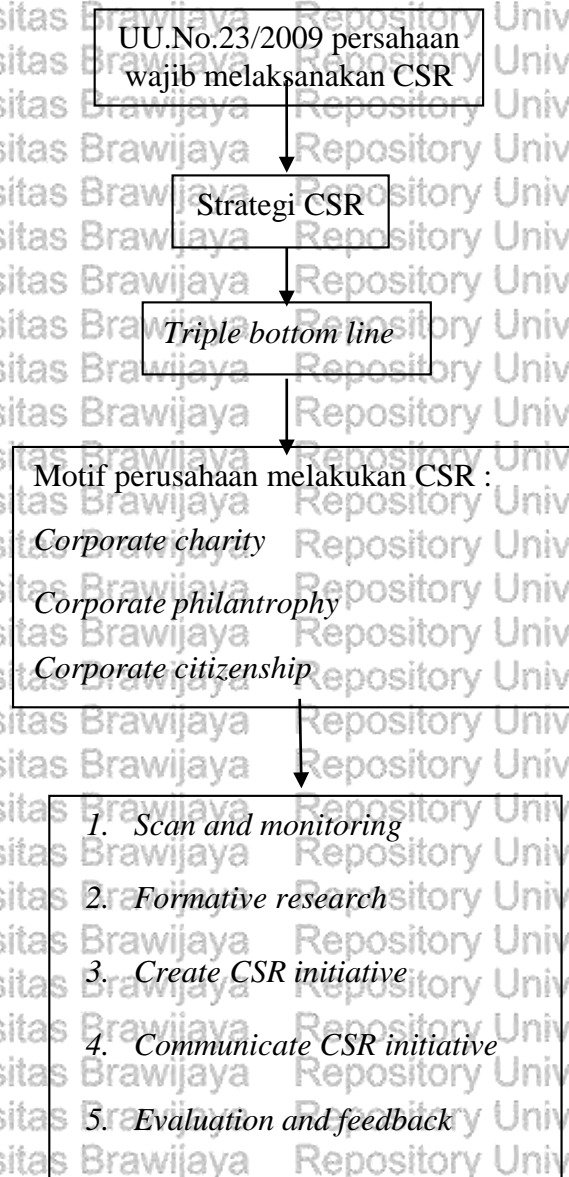 UU.No.23/2009 persahaan
wajib melaksanakan CSR
Strategi CSR
Triple bottom line
Motif perusahaan melakukan CSR :
Corporate charity
Corporate philantrophy
Corporate citizenship
1. Scan and monitoring
2. Formative research
3. Create CSR initiative
4. Communicate CSR initiative
5. Evaluation and feedback